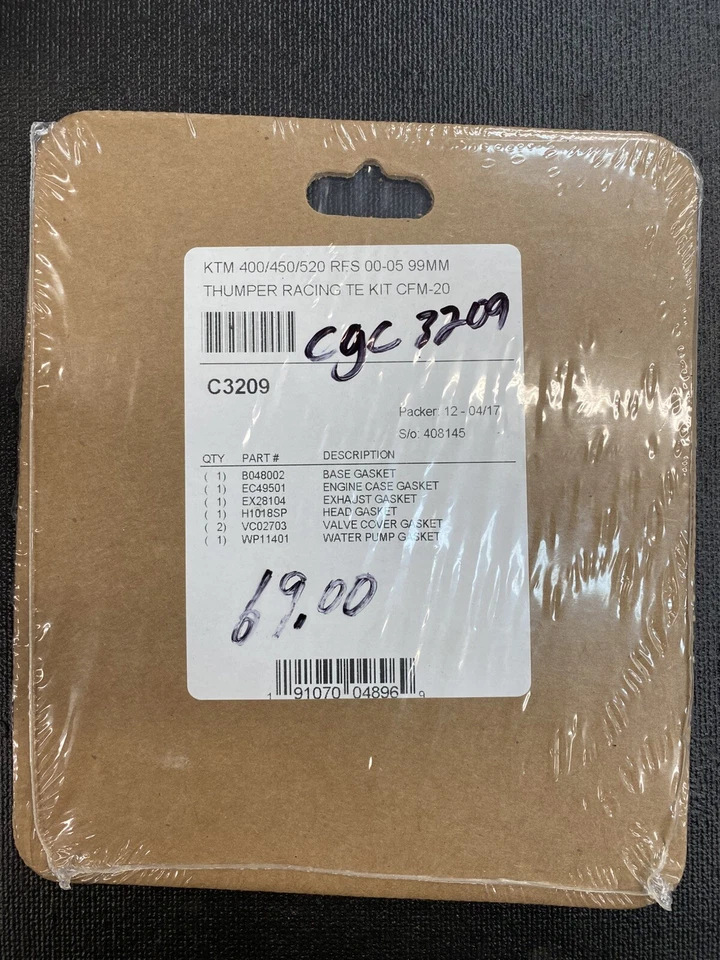 KTM 400/450/520 RFS 00-05 99MM
THUMPER RACING TE KIT CFM-20
cgc 3209
C3209
Packer: 12 - 04/17
S/o: 408145
QTY PART # DESCRIPTION
( 1) B048002 BASE GASKET
( 1) EC49501 ENGINE CASE GASKET
( 1) EX28104 EXHAUST GASKET
( 1) H1018SP HEAD GASKET
( 2) VC02703 VALVE COVER GASKET
( 1) WP11401 WATER PUMP GASKET
69.00
1 91070 04896 9